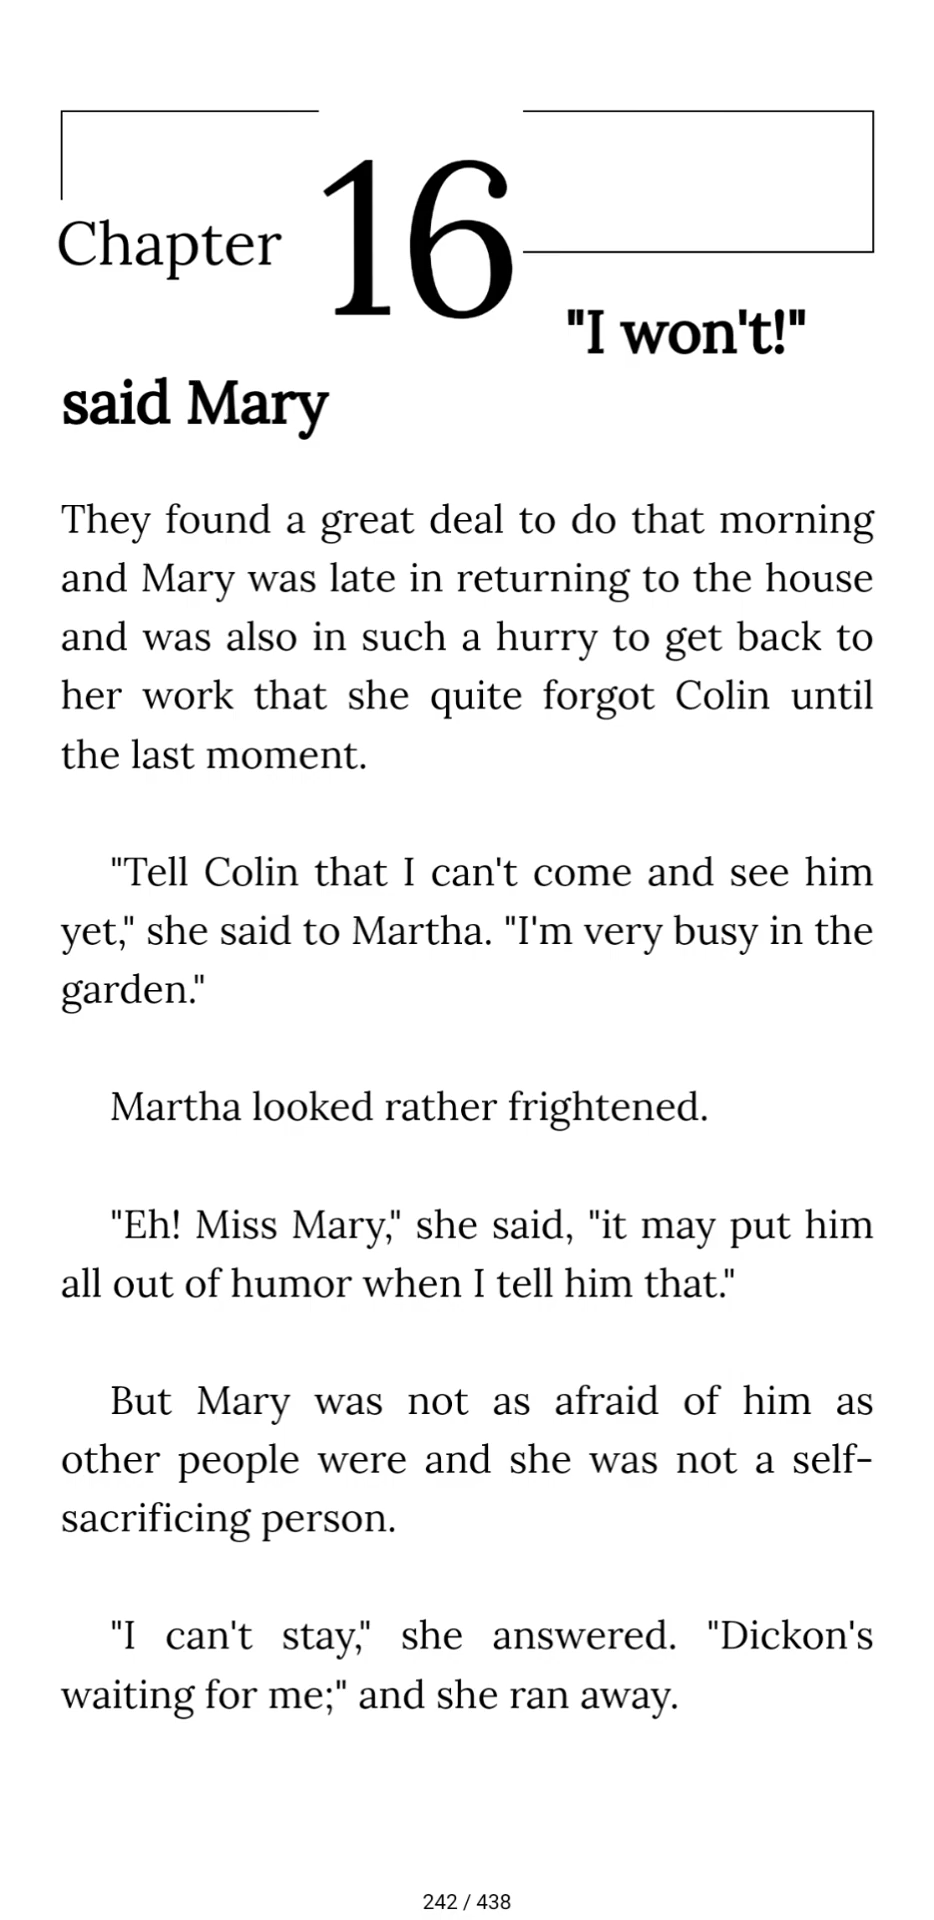 Chapter 16
"I won't!"
said Mary
They found a great deal to do that morning
and Mary was late in returning to the house
and was also in such a hurry to get back to
her work that she quite forgot Colin until
the last moment.
"Tell Colin that I can't come and see him
yet," she said to Martha. "I'm very busy in the
garden."
Martha looked rather frightened.
"Eh! Miss Mary," she said, "it may put him
all out of humor when I tell him that."
But Mary was not as afraid of him as
other people were and she was not a self-
sacrificing person.
"I can't stay," she answered. "Dickon's
waiting for me;" and she ran away.
242 / 438